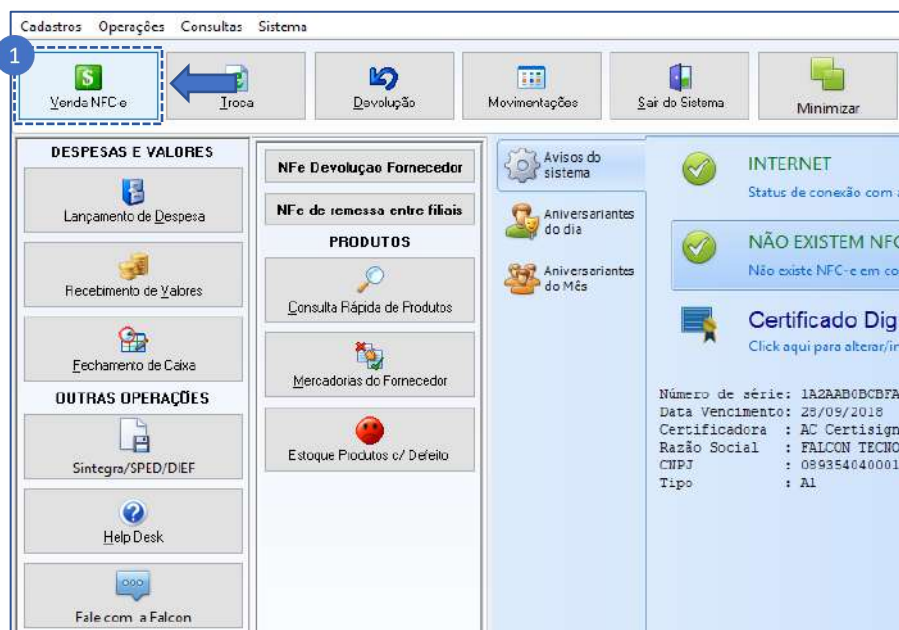 Cadastros Operações Consultas Sistema
1
Venda NFC e
Troca
Devolução
Movimentações
Sair do Sistema
Minimizar
DESPESAS E VALORES
Lançamento de Despesa
Recebimento de Valores
Fechamento de Caixa
OUTRAS OPERAÇÕES
Sintegra/SPED/DIEF
Help Desk
Fale com a Falcon
NFe Devoluçao Fornecedor
NFe de remessa entre filiais
PRODUTOS
Consulta Rápida de Produtos
Mercadorias do Fornecedor
Estoque Produtos c/ Defeito
Avisos do
sistema
Aniversariantes
do dia
Aniversariantes
do Mês
INTERNET
Status de conexão com
NÃO EXISTEM NFC
Não existe NFC-e em co
Certificado Dig
Click aqui para alterar/in
Número de série: 1A2AAB0BCBFA
Data Vencimento: 28/09/2018
Certificadora : AC Certisign
Razão Social : FALCON TECNO
CNPJ : 089354040001
Tipo : A1